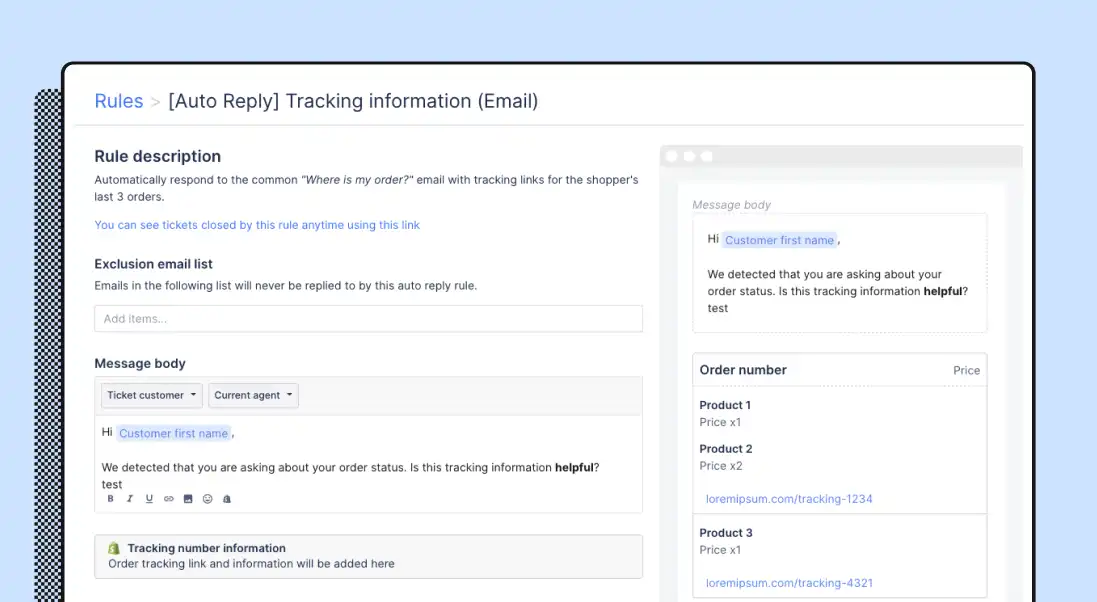 Rules > [Auto Reply] Tracking information (Email)
Rule description
Automatically respond to the common "Where is my order?" email with tracking links for the shopper's
last 3 orders.
You can see tickets closed by this rule anytime using this link
Exclusion email list
Emails in the following list will never be replied to by this auto reply rule.
Add items...
Message body
Ticket customer Current agent
Hi Customer first name,
We detected that you are asking about your order status. Is this tracking information helpful?
test
B I U
Tracking number information
Order tracking link and information will be added here
Message body
Hi Customer first name,
We detected that you are asking about your
order status. Is this tracking information helpful?
test
Order number Price
Product 1
Price x1
Product 2
Price x2
loremipsum.com/tracking-1234
Product 3
Price x1
loremipsum.com/tracking-4321